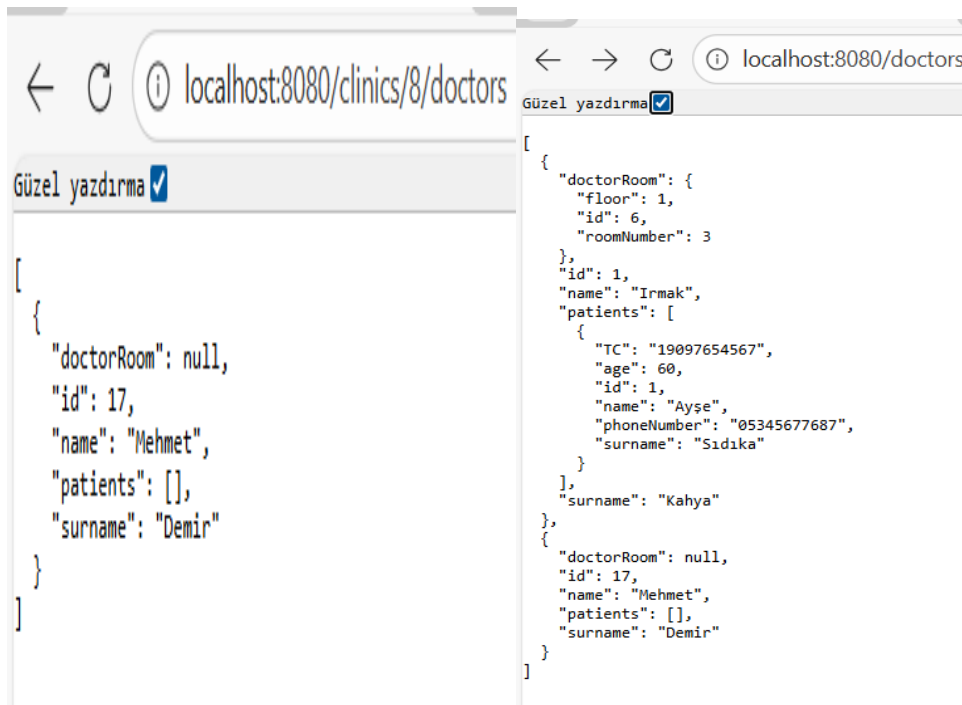 localhost:8080/clinics/8/doctors
Güzel yazdırma
[
{
"doctorRoom": null,
"id": 17,
"name": "Mehmet",
"patients": [],
"surname": "Demir"
}
]
localhost:8080/doctors
Güzel yazdırma
[
{
"doctorRoom": {
"floor": 1,
"id": 6,
"roomNumber": 3
},
"id": 1,
"name": "Irmak",
"patients": [
{
"TC": "19097654567",
"age": 60,
"id": 1,
"name": "Ayşe",
"phoneNumber": "05345677687",
"surname": "Sıdıka"
}
],
"surname": "Kahya"
},
{
"doctorRoom": null,
"id": 17,
"name": "Mehmet",
"patients": [],
"surname": "Demir"
}
]